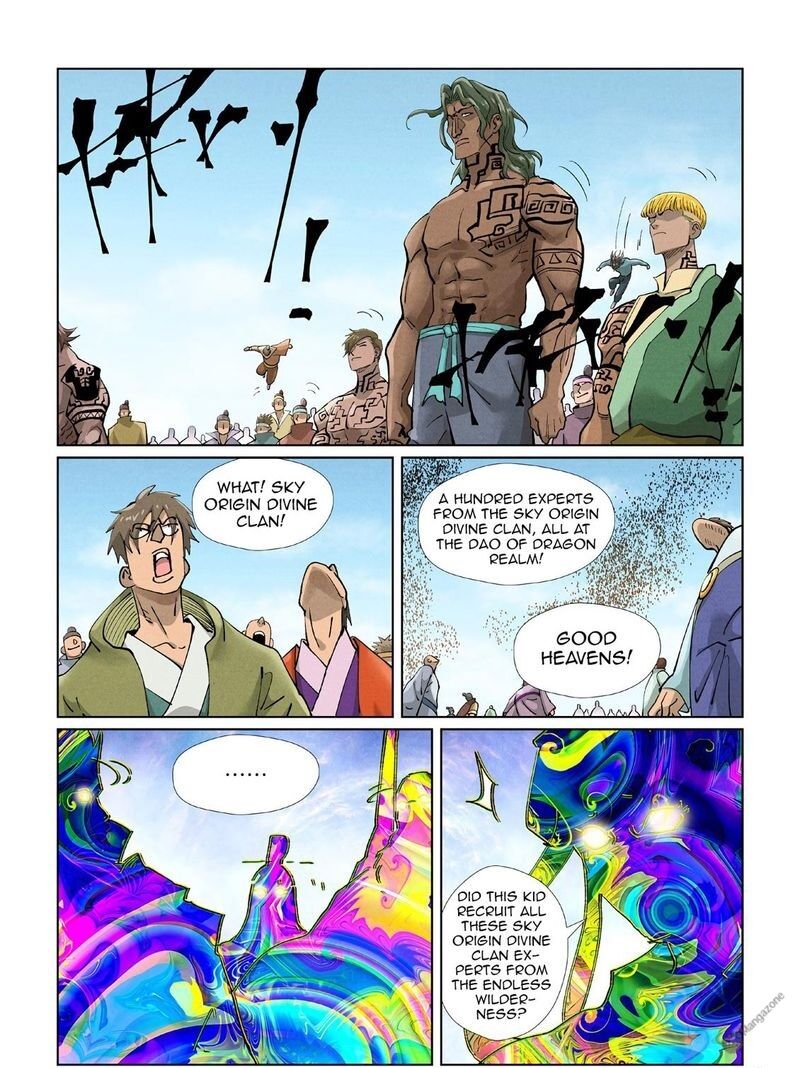 WHAT! SKY
ORIGIN DIVINE
CLAN!
A HUNDRED EXPERTS
FROM THE SKY ORIGIN
DIVINE CLAN, ALL AT
THE DAO OF DRAGON
REALM!
GOOD
HEAVENS!
......
DID THIS KID
RECRUIT ALL
THESE SKY
ORIGIN DIVINE
CLAN EX-
PERTS FROM
THE ENDLESS
WILDER-
NESS?